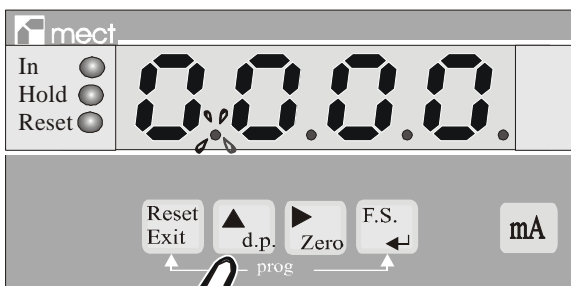 mect
In
Hold
Reset
0.0.0.0.
Reset
Exit
d.p.
Zero
F.S.
mA
prog